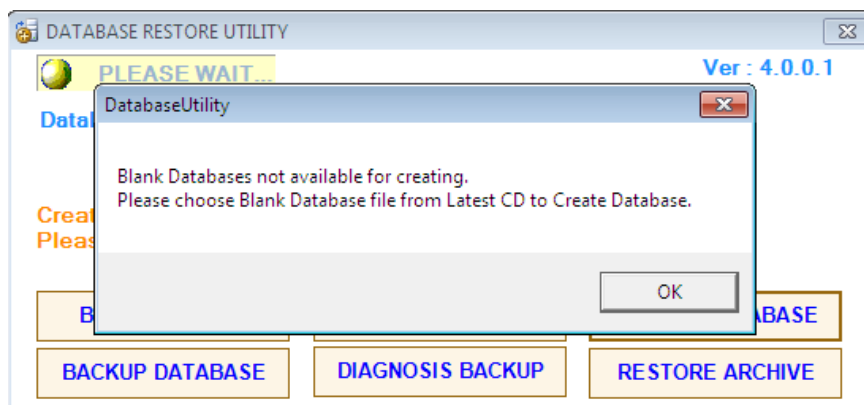 DATABASE RESTORE UTILITY
PLEASE WAIT...
Ver : 4.0.0.1
DatabaseUtility
Blank Databases not available for creating.
Please choose Blank Database file from Latest CD to Create Database.
OK
BACKUP DATABASE
DIAGNOSIS BACKUP
RESTORE ARCHIVE